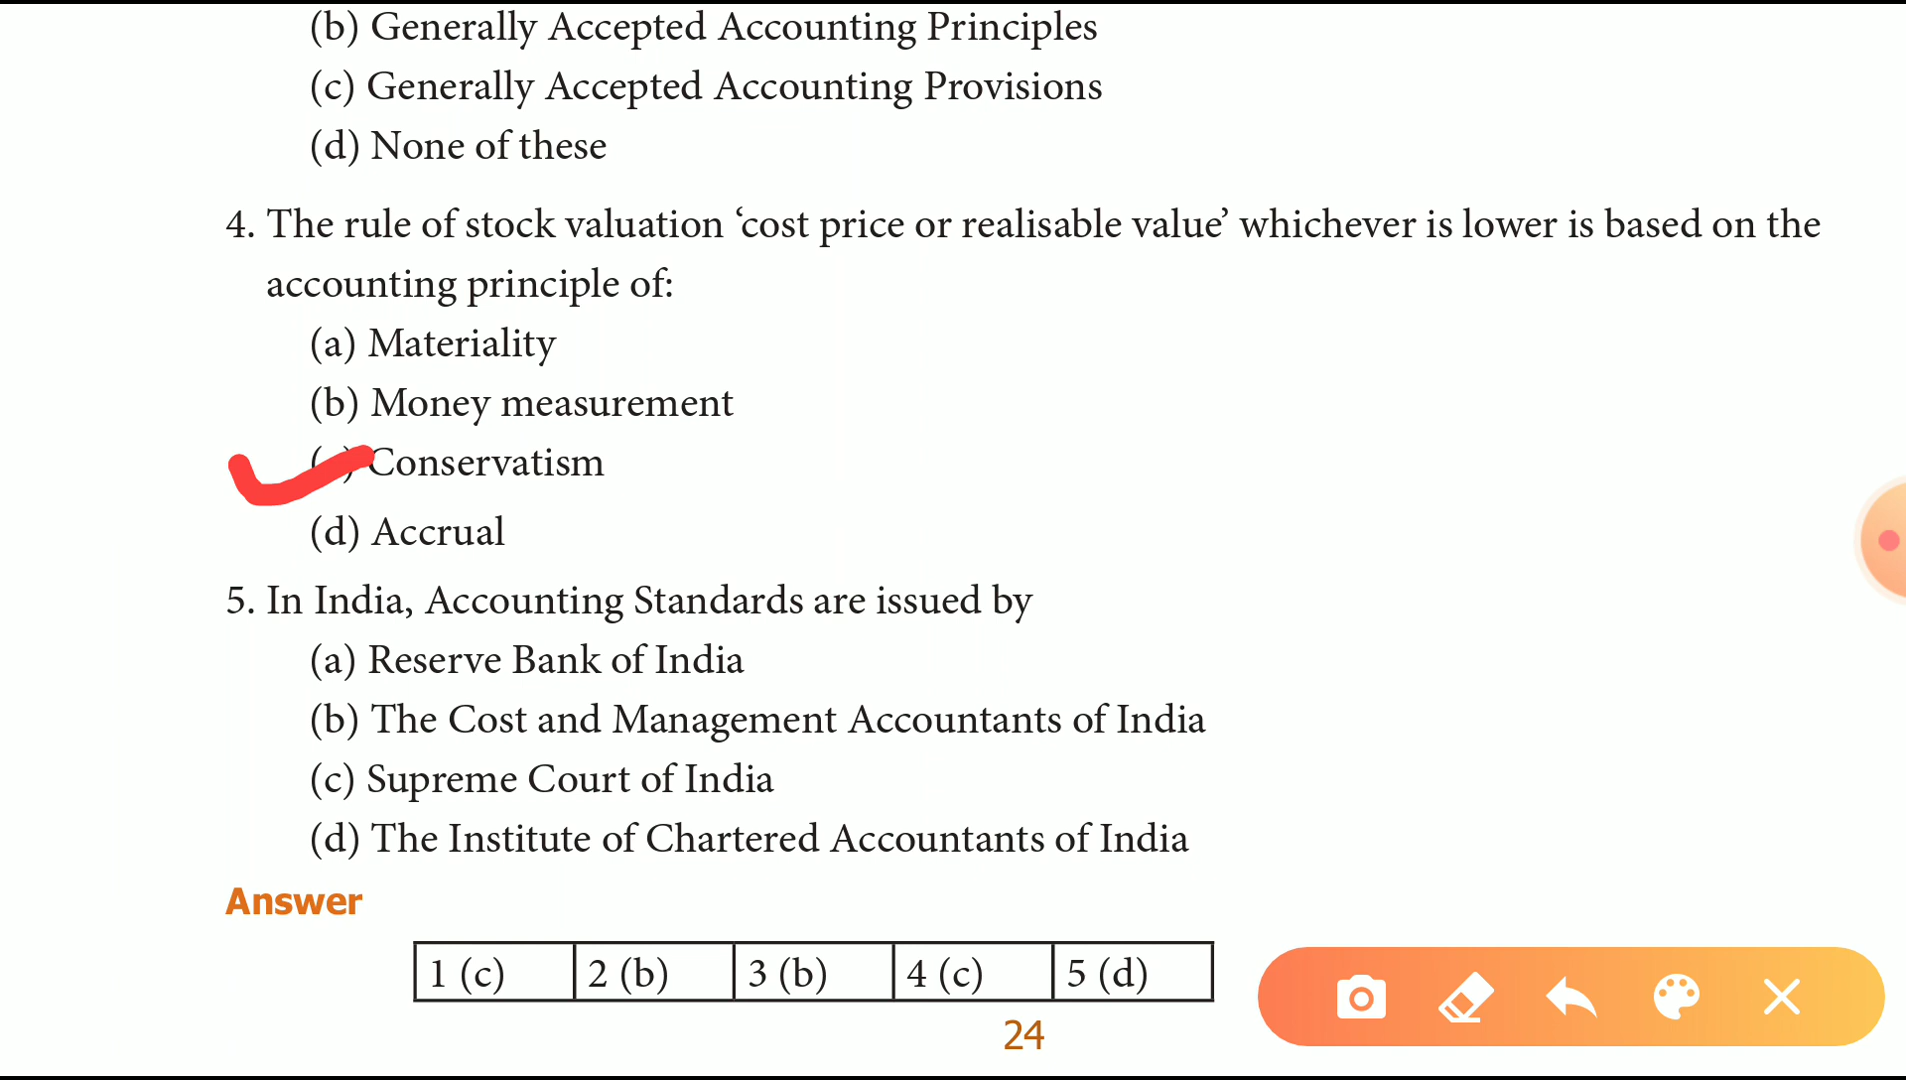 (b) Generally Accepted Accounting Principles
(c) Generally Accepted Accounting Provisions
(d) None of these
4. The rule of stock valuation ‘cost price or realisable value’ whichever is lower is based on the
accounting principle of:
(a) Materiality
(b) Money measurement
Conservatism
(d) Accrual
5. In India, Accounting Standards are issued by
(a) Reserve Bank of India
(b) The Cost and Management Accountants of India
(c) Supreme Court of India
(d) The Institute of Chartered Accountants of India
Answer
1 (c) 2 (b) 3 (b) 4 (c) 5 (d)
24